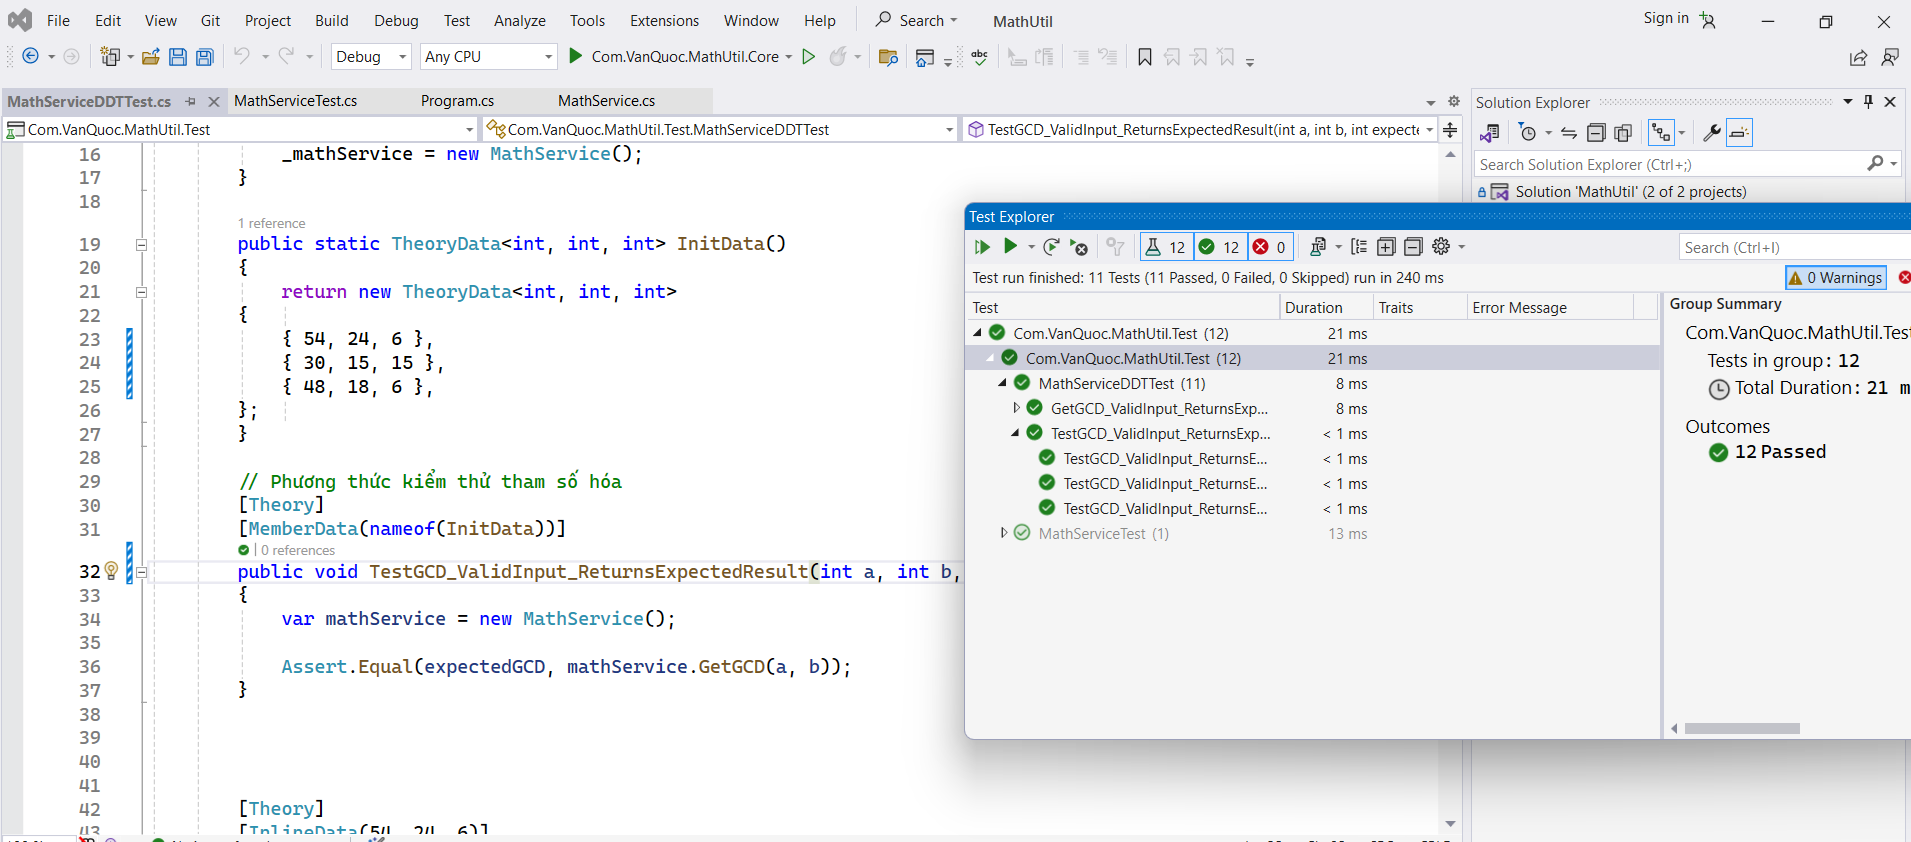 File Edit View Git Project Build Debug Test Analyze Tools Extensions Window Help Search MathUtil Sign in
Debug Any CPU Com.VanQuoc.MathUtil.Core abc
MathServiceDDTTest.cs MathServiceTest.cs Program.cs MathService.cs
Com.VanQuoc.MathUtil.Test Com.VanQuoc.MathUtil.Test.MathServiceDDTTest TestGCD_ValidInput_ReturnsExpectedResult(int a, int b, int expecte
16 _mathService = new MathService();
17 }
18
1 reference
19 public static TheoryData<int, int, int> InitData()
20 {
21 return new TheoryData<int, int, int>
22 {
23 { 54, 24, 6 },
24 { 30, 15, 15 },
25 { 48, 18, 6 },
26 };
27 }
28
29 // Phương thức kiểm thử tham số hóa
30 [Theory]
31 [MemberData(nameof(InitData))]
0 references
32 public void TestGCD_ValidInput_ReturnsExpectedResult(int a, int b,
33 {
34 var mathService = new MathService();
35
36 Assert.Equal(expectedGCD, mathService.GetGCD(a, b));
37 }
38
39
40
41
42 [Theory]
43 [InlineData(54, 24, 6)]
Solution Explorer
Search Solution Explorer (Ctrl+;)
Solution 'MathUtil' (2 of 2 projects)
Test Explorer
12 12 0 Search (Ctrl+I)
Test run finished: 11 Tests (11 Passed, 0 Failed, 0 Skipped) run in 240 ms 0 Warnings
Test Duration Traits Error Message
Com.VanQuoc.MathUtil.Test (12) 21 ms
Com.VanQuoc.MathUtil.Test (12) 21 ms
MathServiceDDTTest (11) 8 ms
GetGCD_ValidInput_ReturnsExp... 8 ms
TestGCD_ValidInput_ReturnsExp... < 1 ms
TestGCD_ValidInput_ReturnsE... < 1 ms
TestGCD_ValidInput_ReturnsE... < 1 ms
TestGCD_ValidInput_ReturnsE... < 1 ms
MathServiceTest (1) 13 ms
Group Summary
Com.VanQuoc.MathUtil.Test
Tests in group: 12
Total Duration: 21 m
Outcomes
12 Passed